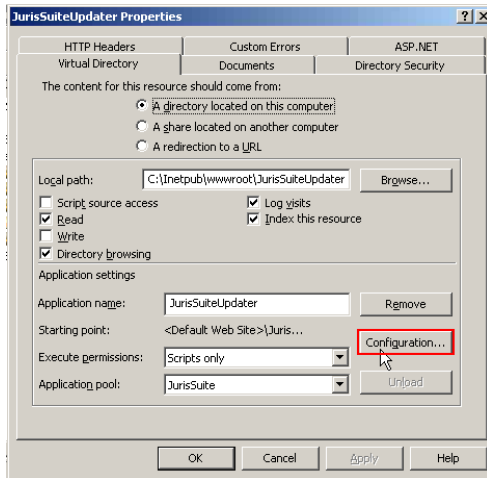 JurisSuiteUpdater Properties
HTTP Headers Custom Errors ASP.NET
Virtual Directory Documents Directory Security
The content for this resource should come from:
A directory located on this computer
A share located on another computer
A redirection to a URL
Local path: C:\Inetpub\wwwroot\JurisSuiteUpdater Browse...
Script source access Log visits
Read Index this resource
Write
Directory browsing
Application settings
Application name: JurisSuiteUpdater Remove
Starting point: <Default Web Site>\Juris...
Configuration...
Execute permissions: Scripts only
Application pool: JurisSuite Unload
OK Cancel Apply Help